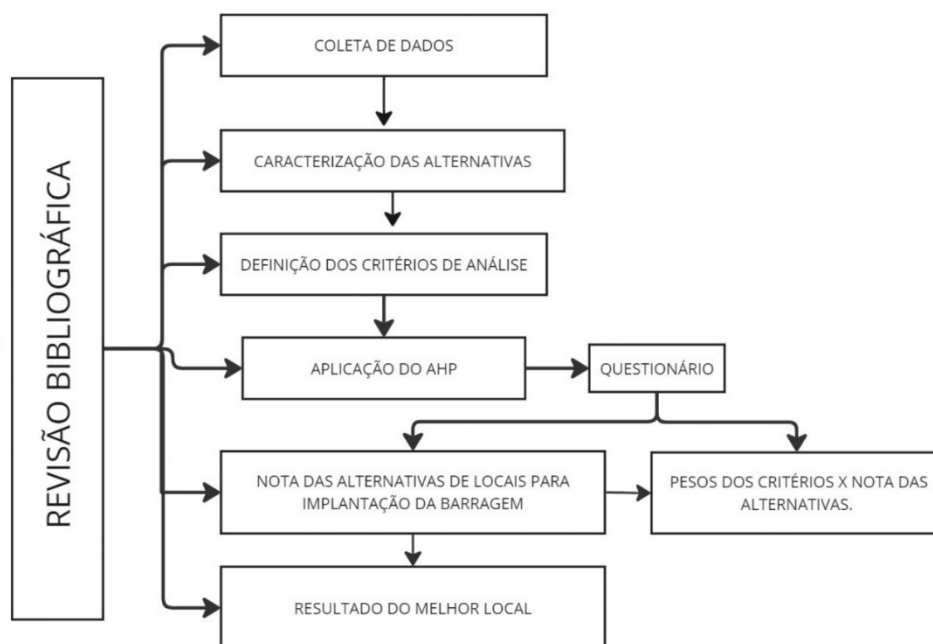 REVISÃO BIBLIOGRÁFICA
COLETA DE DADOS
CARACTERIZAÇÃO DAS ALTERNATIVAS
DEFINIÇÃO DOS CRITÉRIOS DE ANÁLISE
APLICAÇÃO DO AHP
QUESTIONÁRIO
NOTA DAS ALTERNATIVAS DE LOCAIS PARA
IMPLANTAÇÃO DA BARRAGEM
PESOS DOS CRITÉRIOS X NOTA DAS
ALTERNATIVAS.
RESULTADO DO MELHOR LOCAL